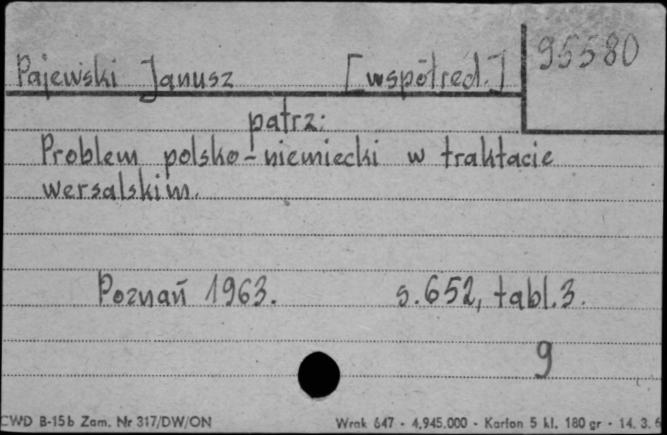 95580
Pajewski Janusz [współred.]
patrz:
Problem polsko-niemiecki w traktacie
wersalskim.
Poznań 1963. s. 652, tabl. 3.
9
CWD B-15b Zam. Nr 317/DW/ON Wrak 647 - 4,945.000 - Karton 5 kl. 180 gr - 14. 3.